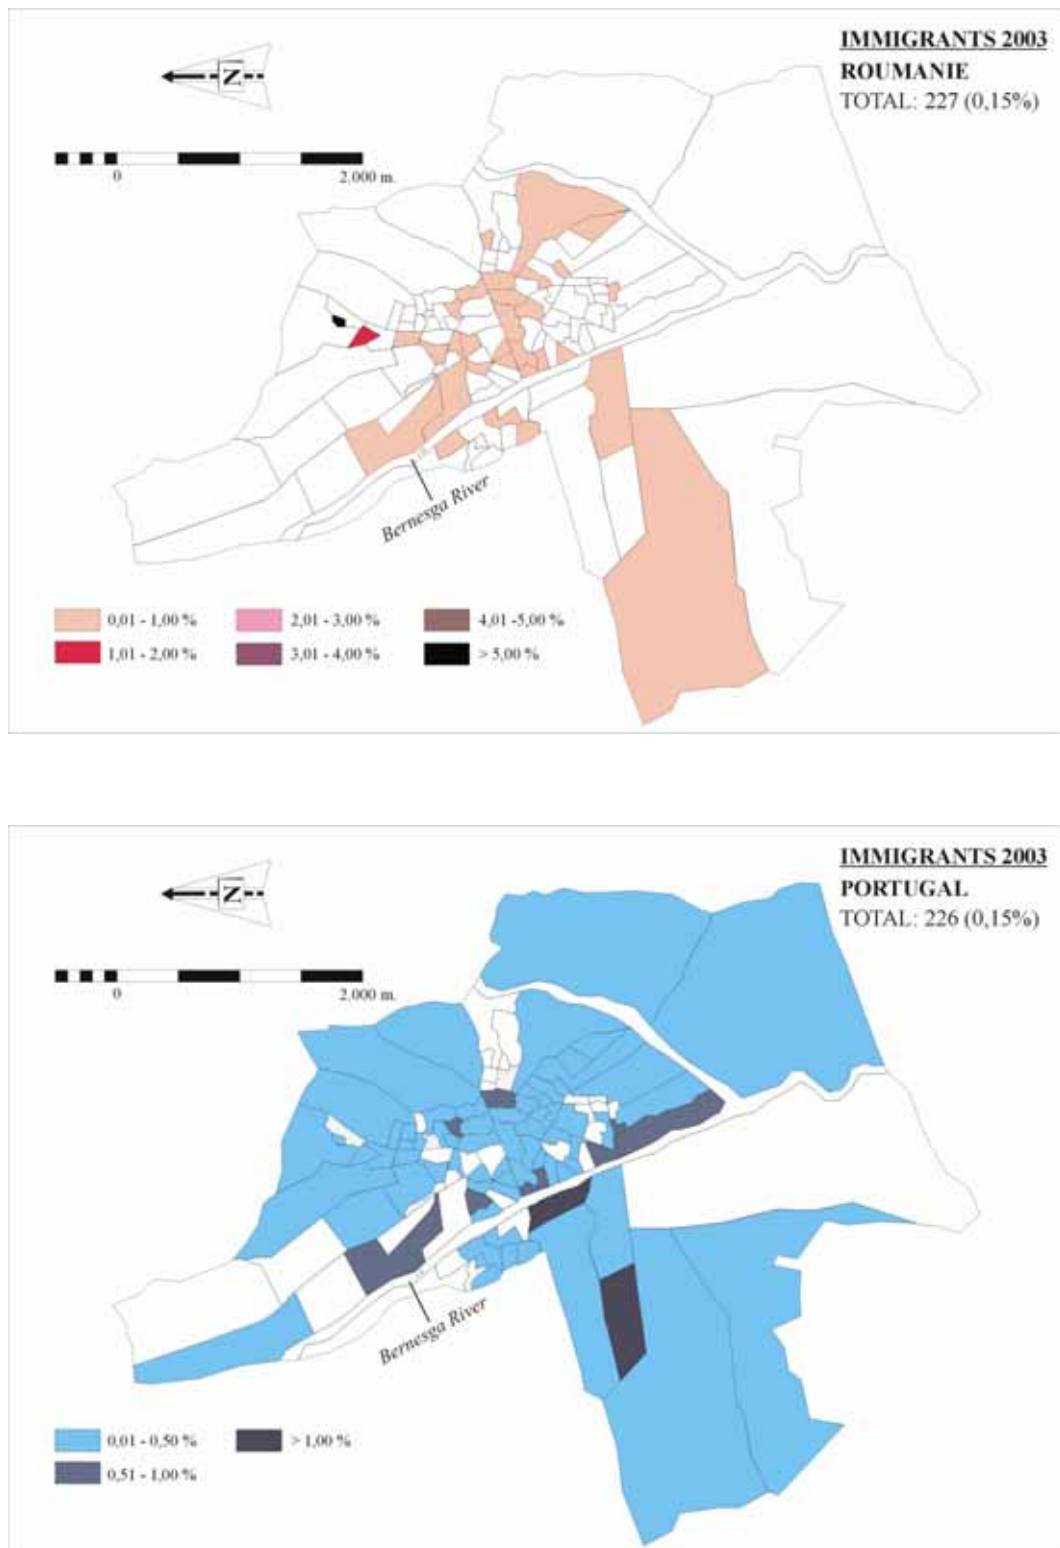 IMMIGRANTS 2003
ROUMANIE
TOTAL: 227 (0,15%)
N
0 2.000 m.
Bernesga River
0,01 - 1,00 % 2,01 - 3,00 % 4,01 -5,00 %
1,01 - 2,00 % 3,01 - 4,00 % > 5,00 %
IMMIGRANTS 2003
PORTUGAL
TOTAL: 226 (0,15%)
N
0 2.000 m.
Bernesga River
0,01 - 0,50 % > 1,00 %
0,51 - 1,00 %